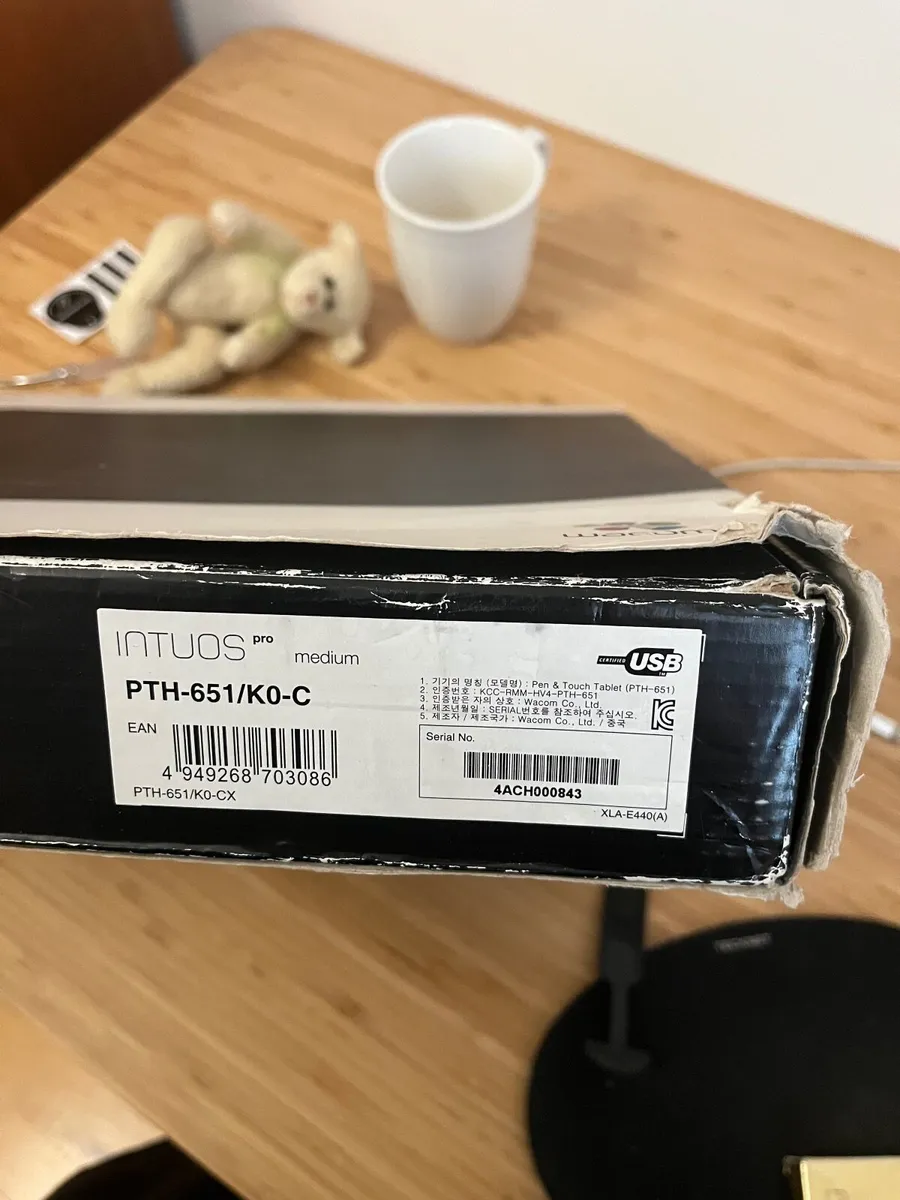 wacom
INTUOS pro medium
PTH-651/K0-C
EAN
4 949268 703086
PTH-651/K0-CX
CERTIFIED USB
1. 기기의 명칭 (모델명) : Pen & Touch Tablet (PTH-651)
2. 인증번호 : KCC-RMM-HV4-PTH-651
3. 인증받은 자의 상호 : Wacom Co., Ltd.
4. 제조년월일 : SERIAL번호를 참조하여 주십시오.
5. 제조자 / 제조국가 : Wacom Co., Ltd. / 중국
Serial No.
4ACH000843
XLA-E440(A)